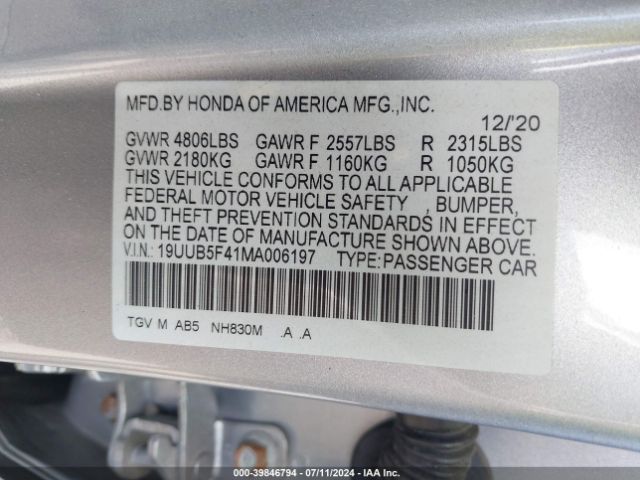 MFD.BY HONDA OF AMERICA MFG.,INC.
12/'20
GVWR 4806LBS GAWR F 2557LBS R 2315LBS
GVWR 2180KG GAWR F 1160KG R 1050KG
THIS VEHICLE CONFORMS TO ALL APPLICABLE
FEDERAL MOTOR VEHICLE SAFETY , BUMPER,
AND THEFT PREVENTION STANDARDS IN EFFECT
ON THE DATE OF MANUFACTURE SHOWN ABOVE.
V.I.N.: 19UUB5F41MA006197 TYPE:PASSENGER CAR
TGV M AB5 NH830M .A .A
000-39846794 - 07/11/2024 - IAA Inc.